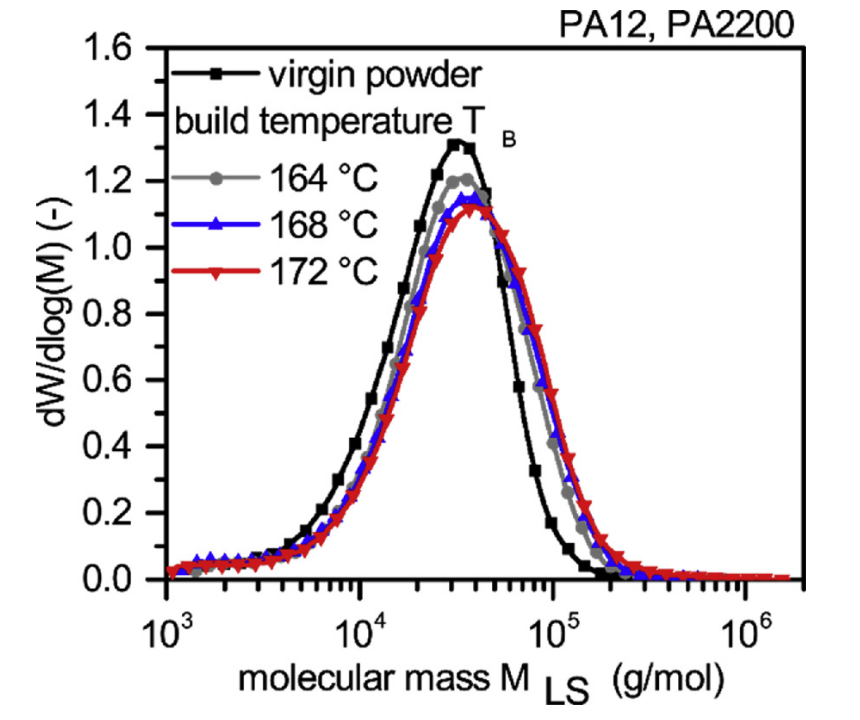 PA12, PA2200
1.6
1.4
1.2
1.0
0.8
0.6
0.4
0.2
0.0
dW/dlog(M) (-)
virgin powder
build temperature T B
164 °C
168 °C
172 °C
10³
10⁴
10⁵
10⁶
molecular mass M LS (g/mol)